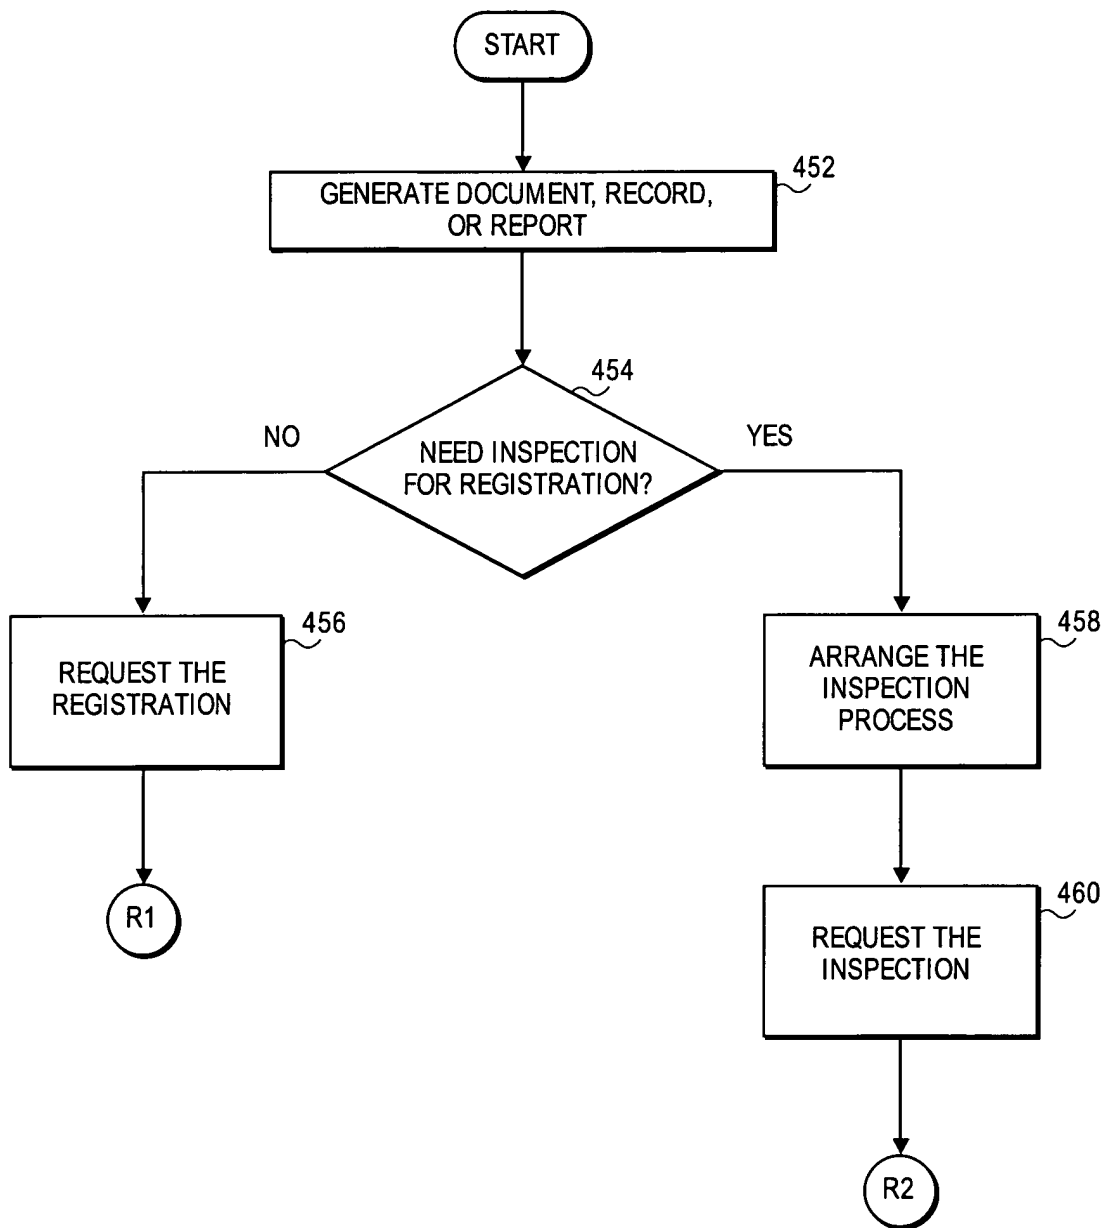 START
452
GENERATE DOCUMENT, RECORD,
OR REPORT
454
NO
YES
NEED INSPECTION
FOR REGISTRATION?
456
REQUEST THE
REGISTRATION
458
ARRANGE THE
INSPECTION
PROCESS
R1
460
REQUEST THE
INSPECTION
R2